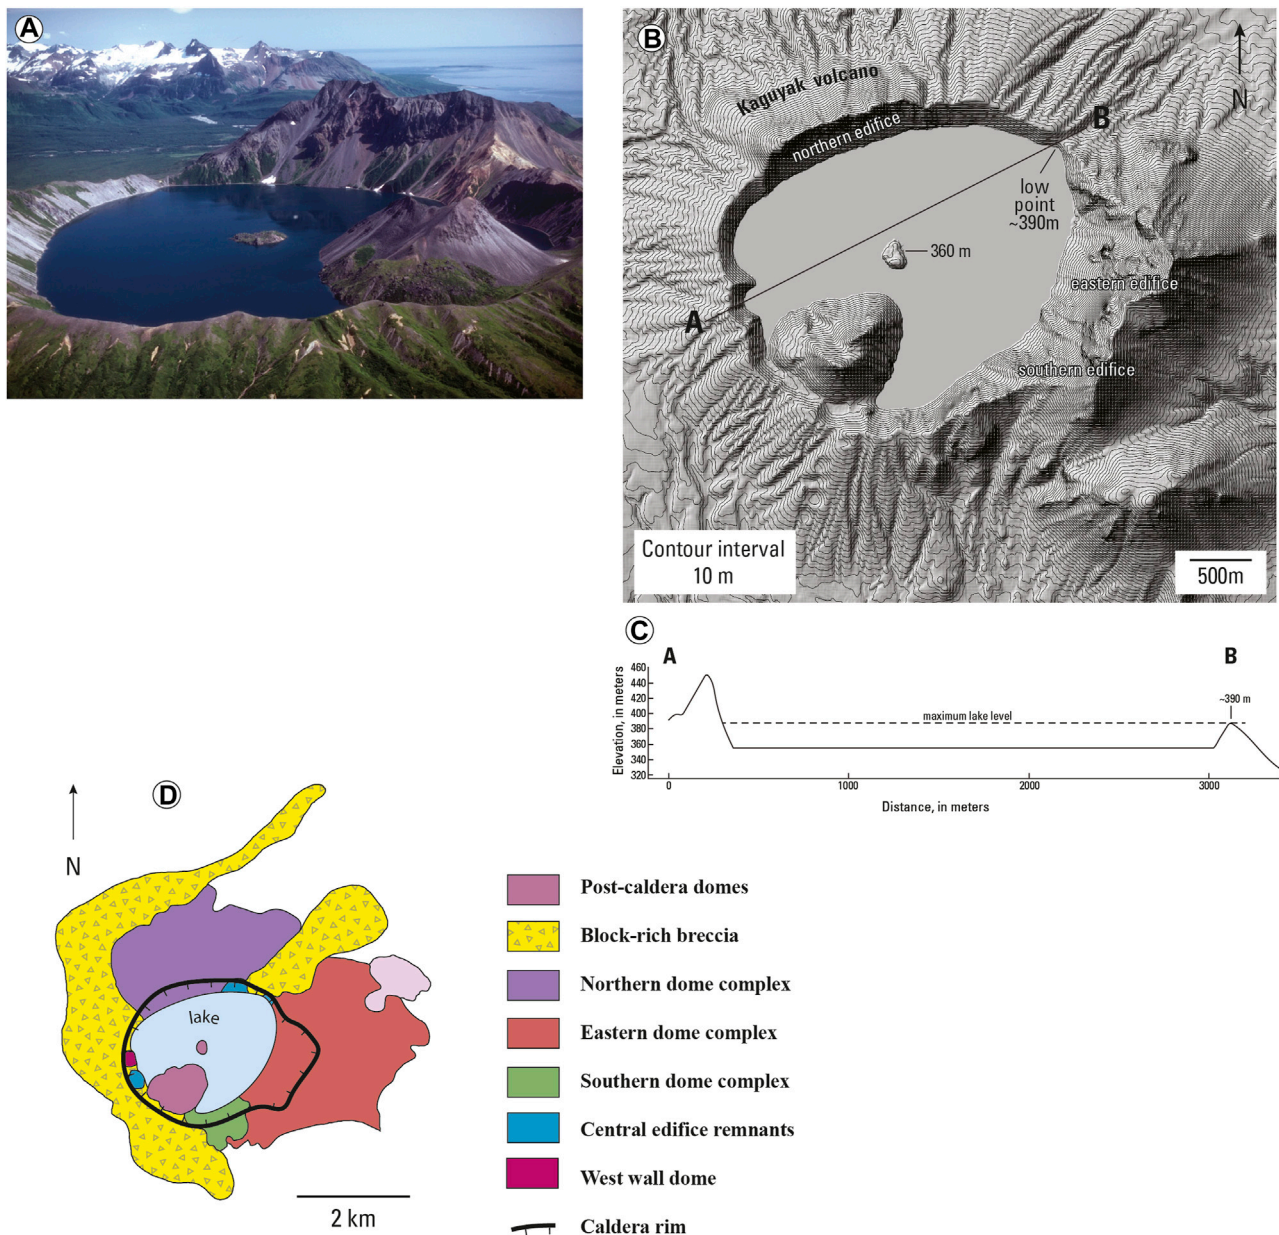 A
B
Kaguyak volcano
northern edifice
N
B
low
point
~390m
360 m
A
eastern edifice
southern edifice
Contour interval
10 m
500m
C
A
B
Elevation, in meters
460
440
420
400
380
360
340
320
maximum lake level
~390 m
0
1000
2000
3000
Distance, in meters
D
N
lake
2 km
Post-caldera domes
Block-rich breccia
Northern dome complex
Eastern dome complex
Southern dome complex
Central edifice remnants
West wall dome
Caldera rim